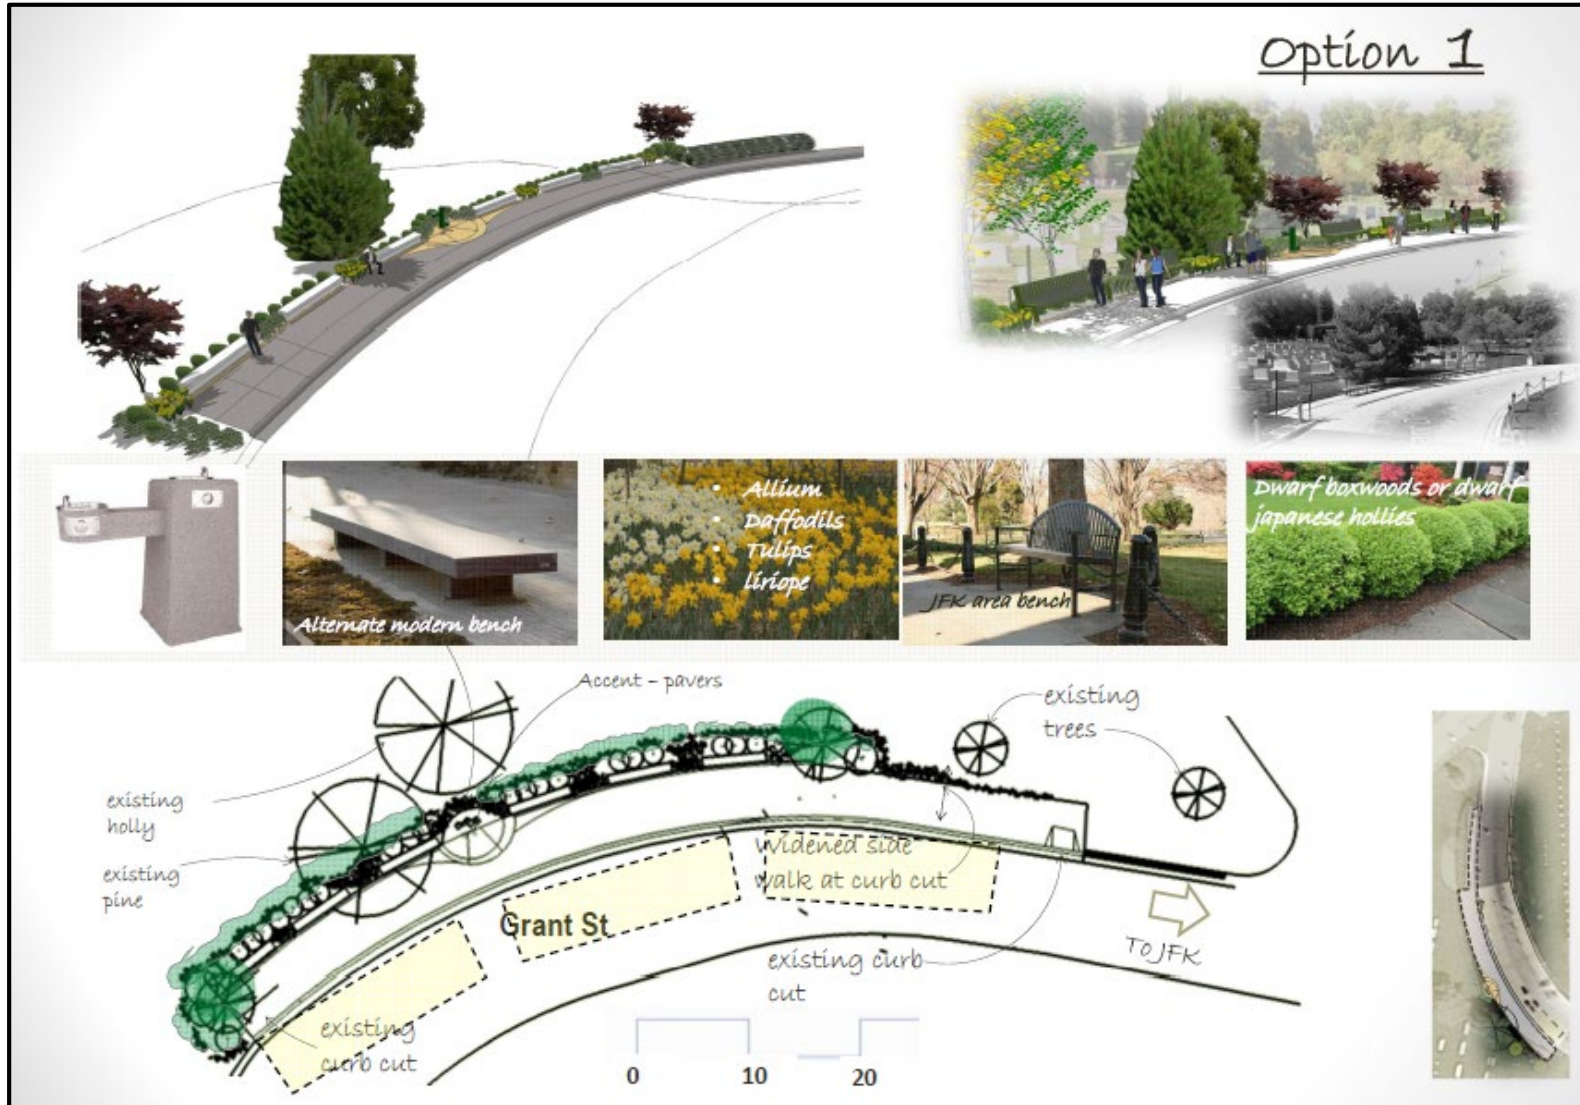 Option 1
Alternate modern bench
• Allium
• Daffodils
• Tulips
• liriope
JFK area bench
Dwarf boxwoods or dwarf
japanese hollies
Accent – pavers
existing
trees
existing
holly
existing
pine
Widened side
walk at curb cut
Grant St
To JFK
existing curb
cut
existing
curb cut
0 10 20